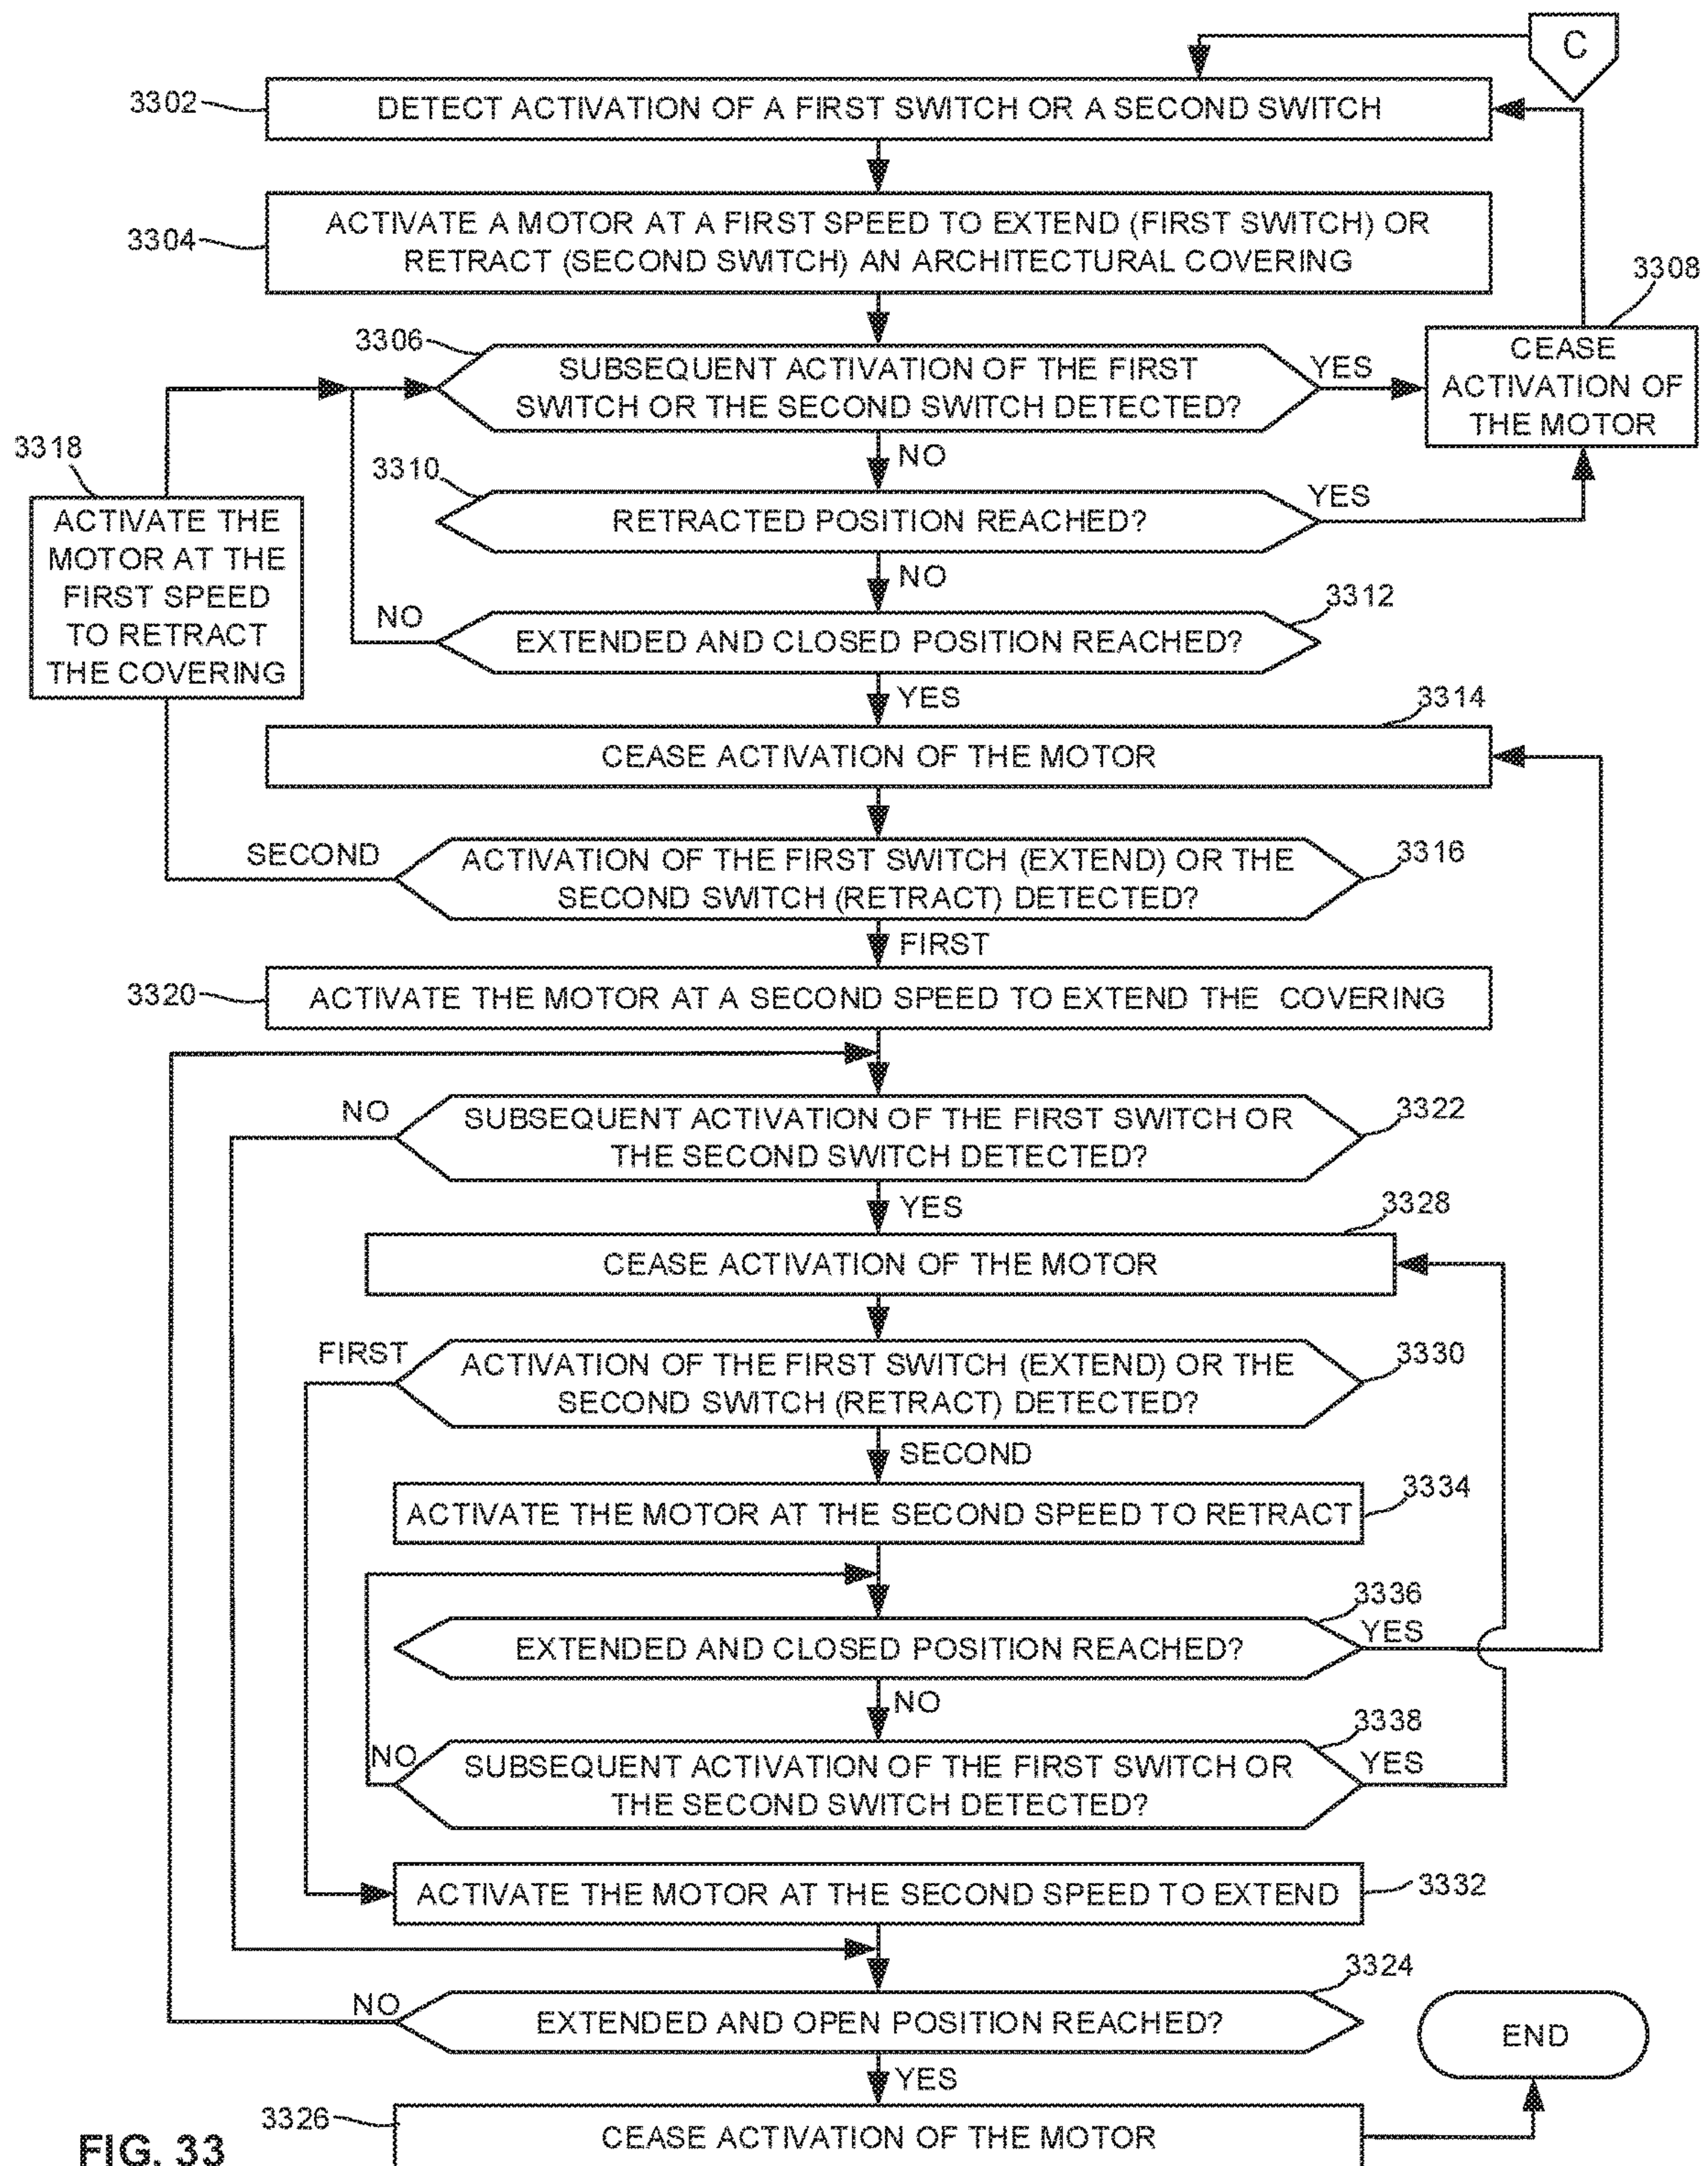 C
3302
DETECT ACTIVATION OF A FIRST SWITCH OR A SECOND SWITCH
3304
ACTIVATE A MOTOR AT A FIRST SPEED TO EXTEND (FIRST SWITCH) OR
RETRACT (SECOND SWITCH) AN ARCHITECTURAL COVERING
3308
CEASE
ACTIVATION OF
THE MOTOR
3306
SUBSEQUENT ACTIVATION OF THE FIRST
SWITCH OR THE SECOND SWITCH DETECTED?
YES
NO
3310
RETRACTED POSITION REACHED?
YES
NO
3318
ACTIVATE THE
MOTOR AT THE
FIRST SPEED
TO RETRACT
THE COVERING
3312
NO
EXTENDED AND CLOSED POSITION REACHED?
YES
3314
CEASE ACTIVATION OF THE MOTOR
SECOND
ACTIVATION OF THE FIRST SWITCH (EXTEND) OR THE
SECOND SWITCH (RETRACT) DETECTED?
3316
FIRST
3320
ACTIVATE THE MOTOR AT A SECOND SPEED TO EXTEND THE COVERING
NO
SUBSEQUENT ACTIVATION OF THE FIRST SWITCH OR
THE SECOND SWITCH DETECTED?
3322
YES
3328
CEASE ACTIVATION OF THE MOTOR
FIRST
ACTIVATION OF THE FIRST SWITCH (EXTEND) OR THE
SECOND SWITCH (RETRACT) DETECTED?
3330
SECOND
ACTIVATE THE MOTOR AT THE SECOND SPEED TO RETRACT
3334
3336
EXTENDED AND CLOSED POSITION REACHED?
YES
NO
3338
NO
SUBSEQUENT ACTIVATION OF THE FIRST SWITCH OR
THE SECOND SWITCH DETECTED?
YES
ACTIVATE THE MOTOR AT THE SECOND SPEED TO EXTEND
3332
3324
NO
EXTENDED AND OPEN POSITION REACHED?
END
YES
3326
CEASE ACTIVATION OF THE MOTOR
FIG. 33